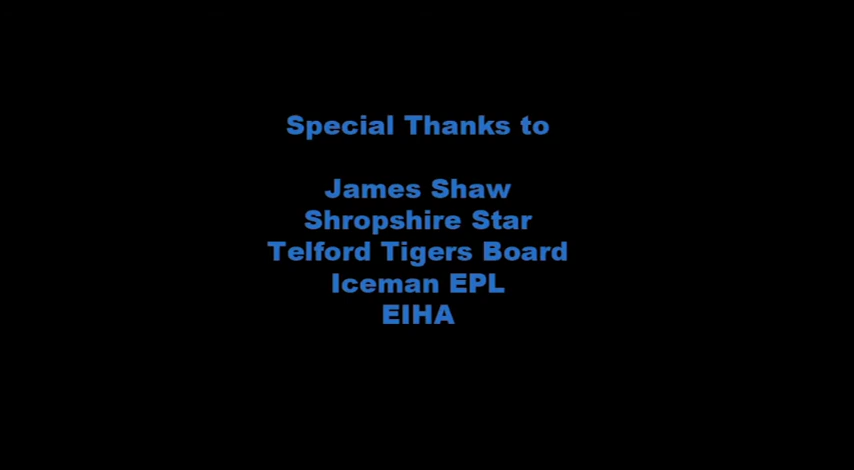 Special Thanks to
James Shaw
Shropshire Star
Telford Tigers Board
Iceman EPL
EIHA